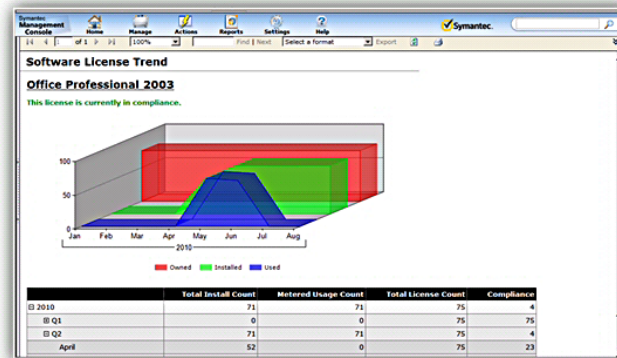 Symantec
Management
Console
Home
Manage
Actions
Reports
Settings
Help
Symantec.
of 1
100%
Find | Next
Select a format
Export
Software License Trend
Office Professional 2003
This license is currently in compliance.
100
50
0
Jan Feb Mar Apr May Jun Jul Aug
2010
Owned Installed Used
Total Install Count Metered Usage Count Total License Count Compliance
2010 71 71 75 4
Q1 0 0 75 75
Q2 71 71 75 4
April 52 0 75 23